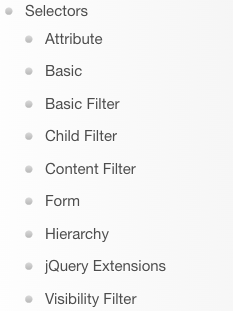 Selectors
Attribute
Basic
Basic Filter
Child Filter
Content Filter
Form
Hierarchy
jQuery Extensions
Visibility Filter